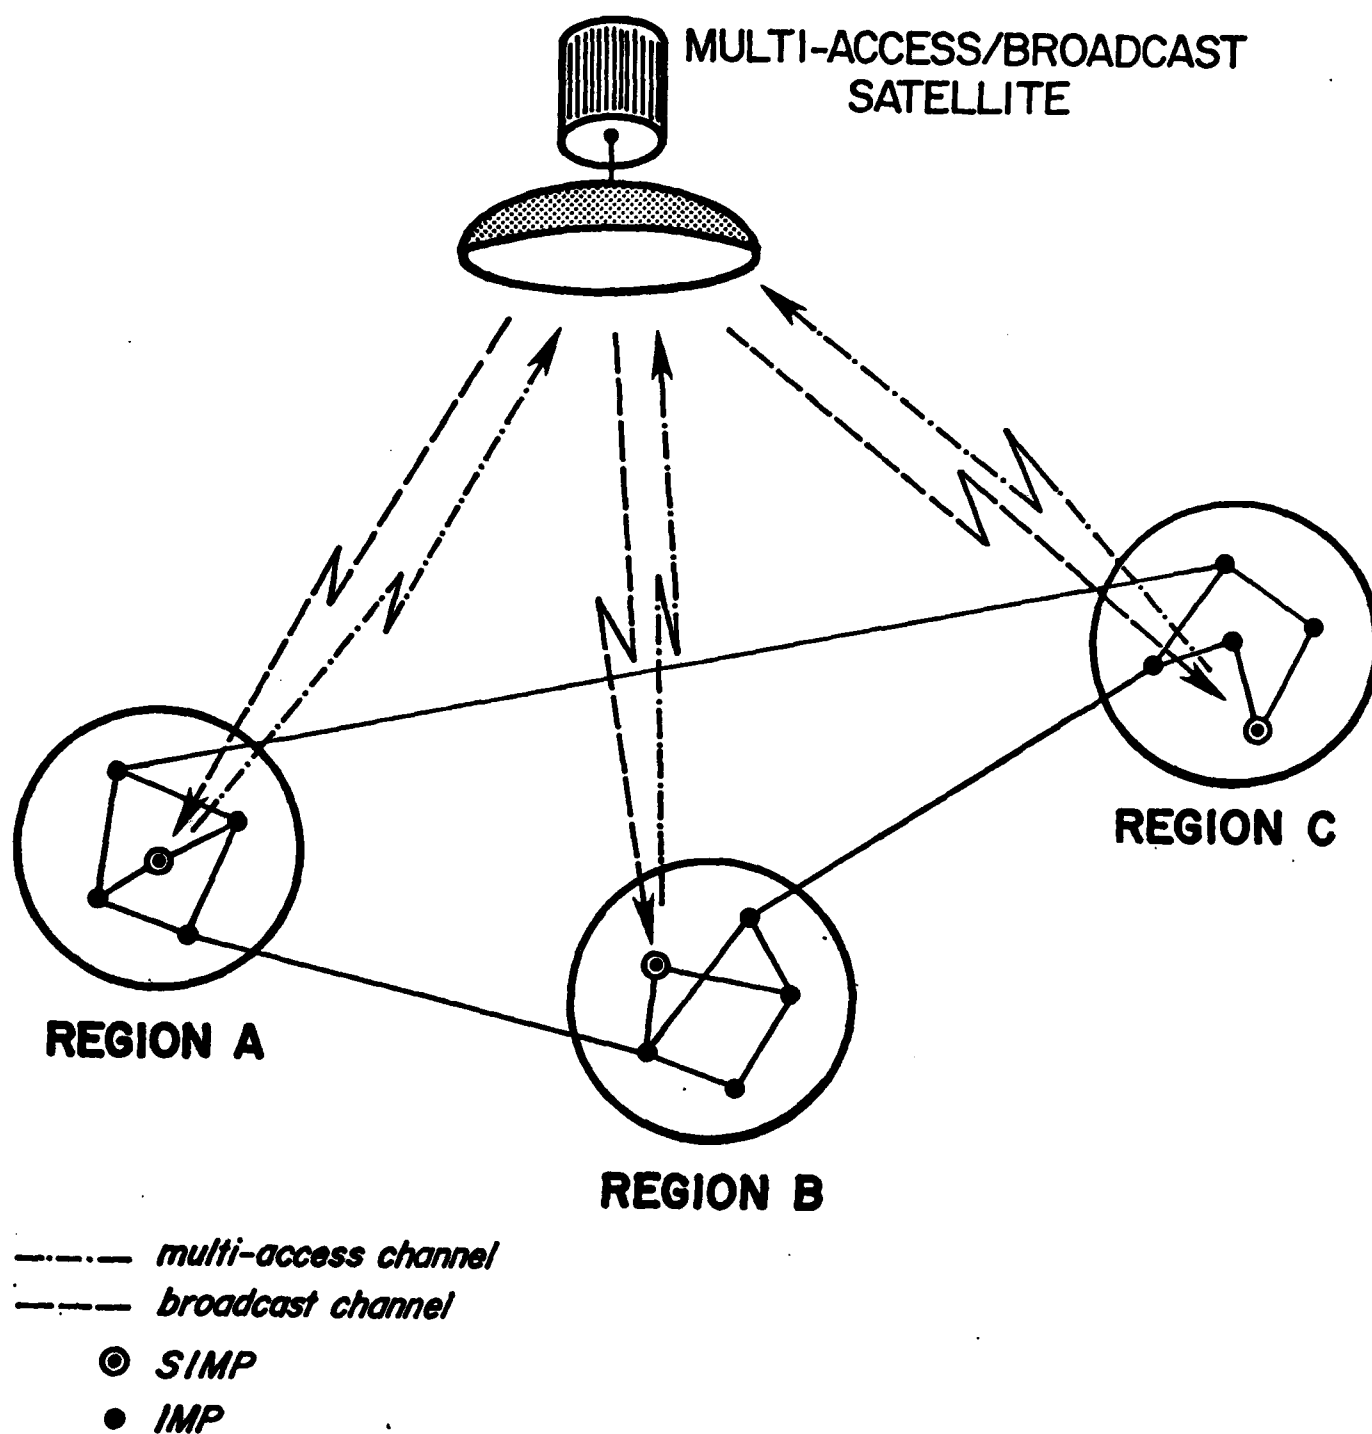 MULTI-ACCESS/BROADCAST
SATELLITE
REGION C
REGION A
REGION B
multi-access channel
broadcast channel
SIMP
IMP